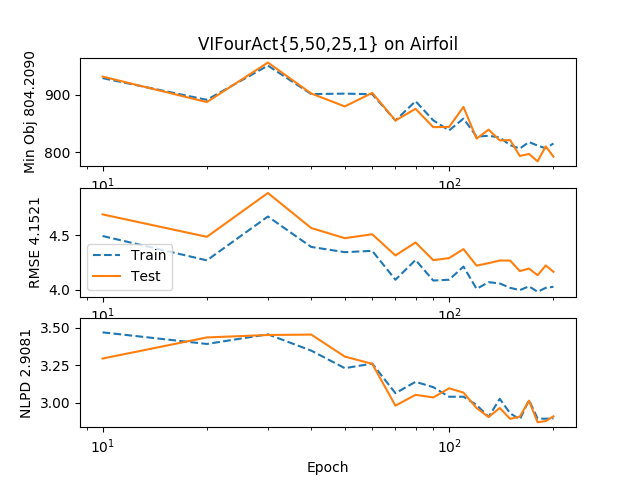 VIFourAct{5,50,25,1} on Airfoil
Min Obj 804.2090
900
800
10¹
10²
RMSE 4.1521
4.5
4.0
Train
Test
10¹
10²
NLPD 2.9081
3.50
3.25
3.00
10¹
10²
Epoch